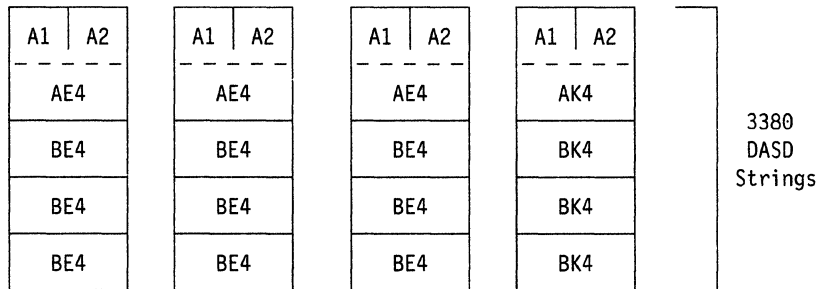 A1 A2 A1 A2 A1 A2 A1 A2
AE4 AE4 AE4 AK4
BE4 BE4 BE4 BK4
BE4 BE4 BE4 BK4
BE4 BE4 BE4 BK4
3380
DASD
Strings